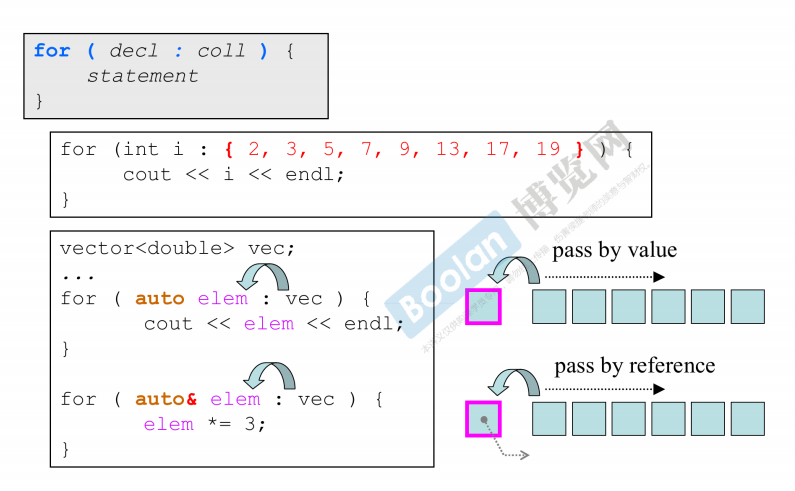 for ( decl : coll ) {
statement
}
for (int i : { 2, 3, 5, 7, 9, 13, 17, 19 } ) {
cout << i << endl;
}
vector<double> vec;
...
for ( auto elem : vec ) {
cout << elem << endl;
}
for ( auto& elem : vec ) {
elem *= 3;
}
pass by value
pass by reference
Boolan 博览网